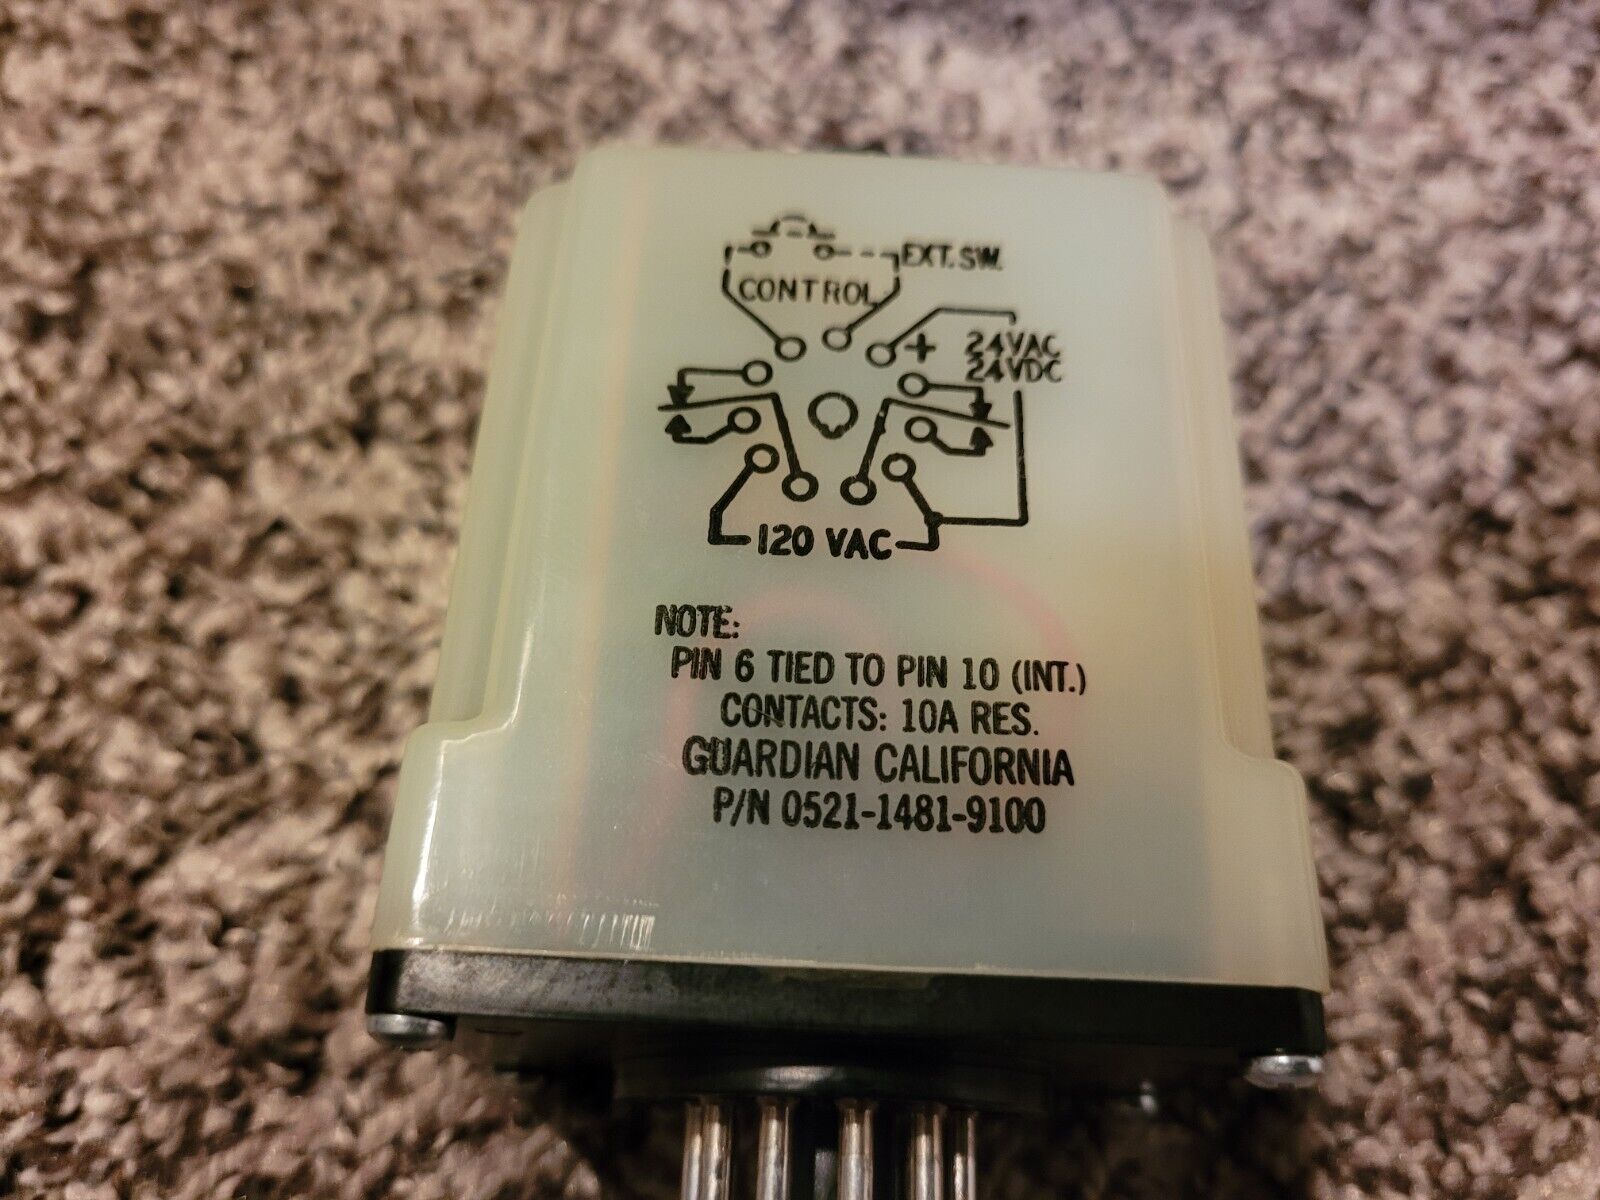 EXT. SW.
CONTROL
+ 24VAC
24VDC
120 VAC
NOTE:
PIN 6 TIED TO PIN 10 (INT.)
CONTACTS: 10A RES.
GUARDIAN CALIFORNIA
P/N 0521-1481-9100